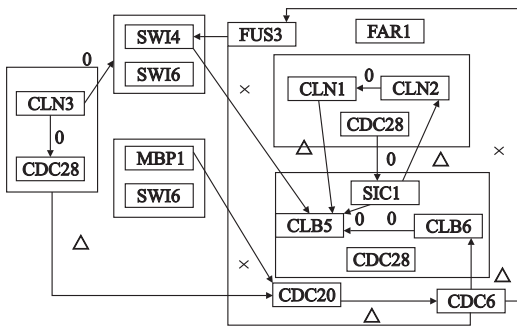 SWI4
FUS3
FAR1
0
SWI6
CLN1
0
CLN2
CLN3
×
0
CDC28
MBP1
CDC28
△
0
△
×
SWI6
SIC1
CLB5
0
0
CLB6
△
×
CDC28
△
CDC20
CDC6
△